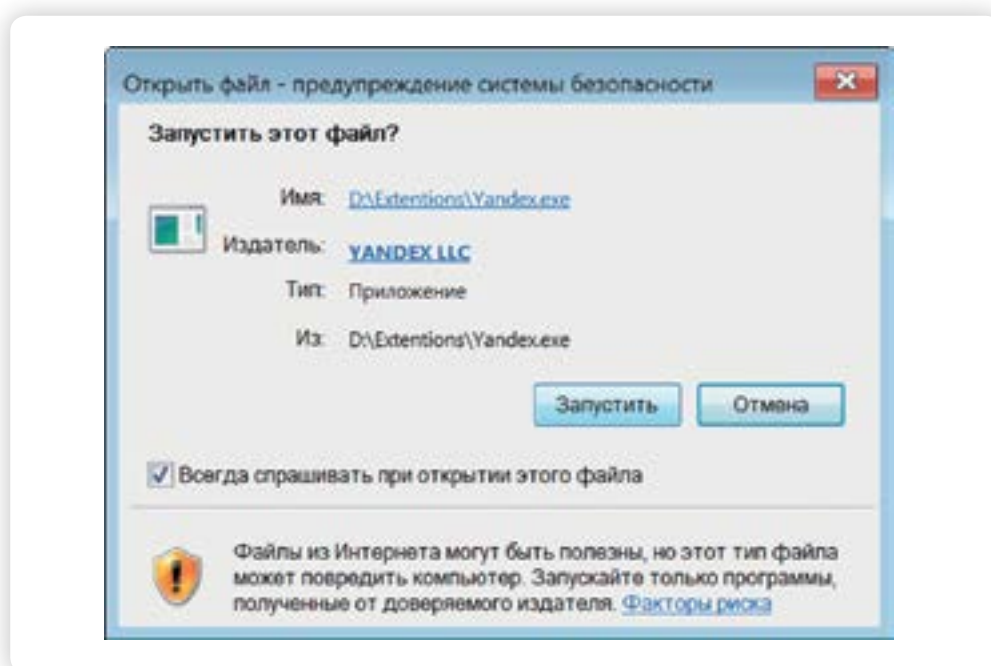 Открыть файл - предупреждение системы безопасности
Запустить этот файл?
Имя: D:\Extentions\Yandex.exe
Издатель: YANDEX LLC
Тип: Приложение
Из: D:\Extentions\Yandex.exe
Запустить Отмена
Всегда спрашивать при открытии этого файла
Файлы из Интернета могут быть полезны, но этот тип файла
может повредить компьютер. Запускайте только программы,
полученные от доверяемого издателя. Факторы риска